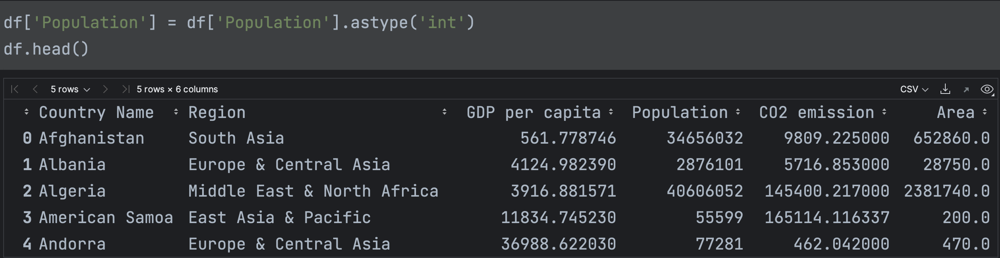 df['Population'] = df['Population'].astype('int')
df.head()
5 rows 5 rows × 6 columns CSV
Country Name Region GDP per capita Population CO2 emission Area
0 Afghanistan South Asia 561.778746 34656032 9809.225000 652860.0
1 Albania Europe & Central Asia 4124.982390 2876101 5716.853000 28750.0
2 Algeria Middle East & North Africa 3916.881571 40606052 145400.217000 2381740.0
3 American Samoa East Asia & Pacific 11834.745230 55599 165114.116337 200.0
4 Andorra Europe & Central Asia 36988.622030 77281 462.042000 470.0